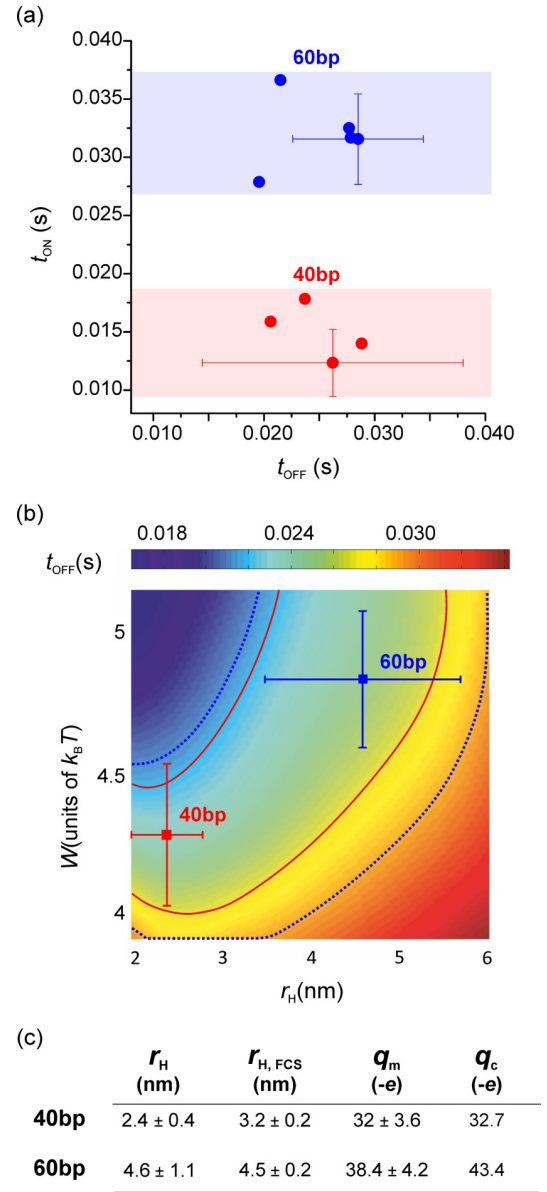 (a)
0.040
60bp
0.035
0.030
0.025
tON (s)
0.020
40bp
0.015
0.010
0.010 0.020 0.030 0.040
tOFF (s)
(b)
0.018 0.024 0.030
tOFF(s)
5
60bp
4.5
W(units of kBT)
40bp
4
2 3 4 5 6
rH(nm)
(c)
rH rH, FCS qm qc
(nm) (nm) (-e) (-e)
40bp 2.4 ± 0.4 3.2 ± 0.2 32 ± 3.6 32.7
60bp 4.6 ± 1.1 4.5 ± 0.2 38.4 ± 4.2 43.4